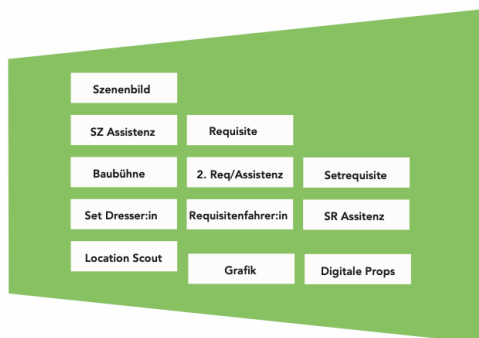 Szenenbild
SZ Assistenz
Requisite
Baubühne
2. Req/Assistenz
Setrequisite
Set Dresser:in
Requisitenfahrer:in
SR Assitenz
Location Scout
Grafik
Digitale Props